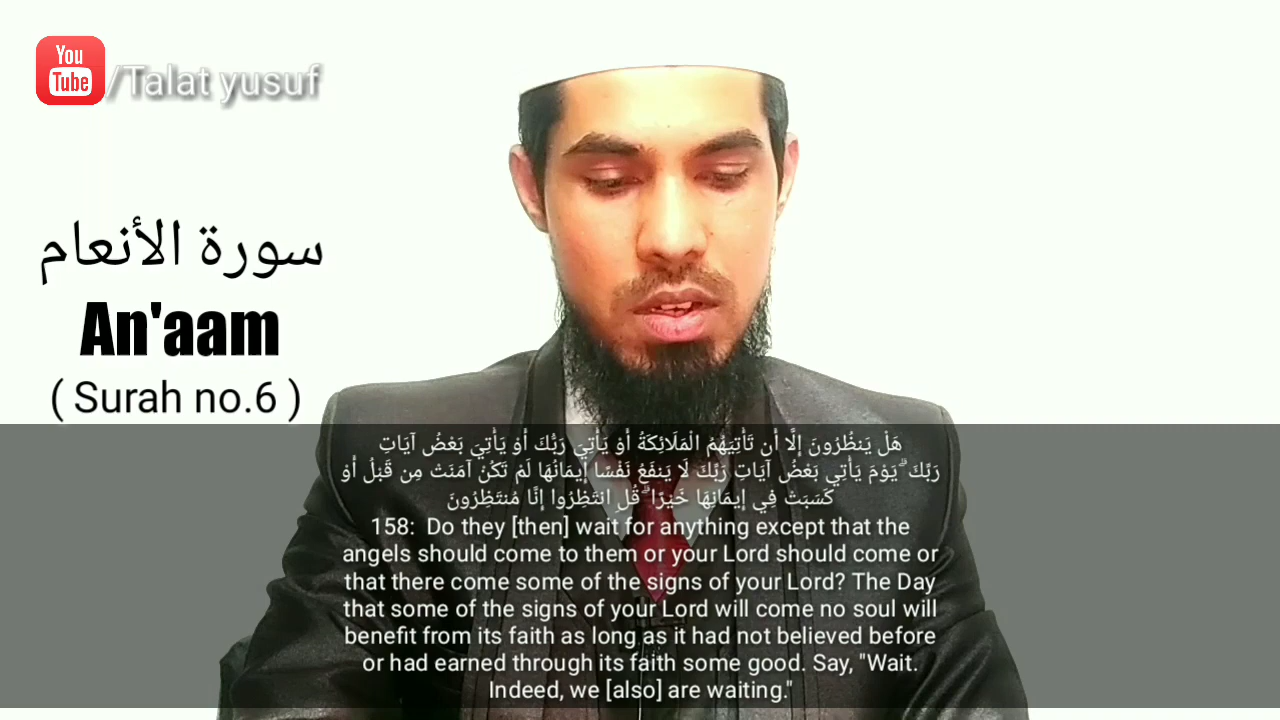 You
Tube
/Talat yusuf
سورة الأنعام
An'aam
( Surah no.6 )
هَلْ يَنظُرُونَ إِلَّا أَن تَأْتِيَهُمُ الْمَلَائِكَةُ أَوْ يَأْتِيَ رَبُّكَ أَوْ يَأْتِيَ بَعْضُ آيَاتِ
رَبِّكَ ۗ يَوْمَ يَأْتِي بَعْضُ آيَاتِ رَبِّكَ لَا يَنفَعُ نَفْسًا إِيمَانُهَا لَمْ تَكُنْ آمَنَتْ مِن قَبْلُ أَوْ
كَسَبَتْ فِي إِيمَانِهَا خَيْرًا ۗ قُلِ انتَظِرُوا إِنَّا مُنتَظِرُونَ
158:  Do they [then] wait for anything except that the
angels should come to them or your Lord should come or
that there come some of the signs of your Lord? The Day
that some of the signs of your Lord will come no soul will
benefit from its faith as long as it had not believed before
or had earned through its faith some good. Say, "Wait.
Indeed, we [also] are waiting."